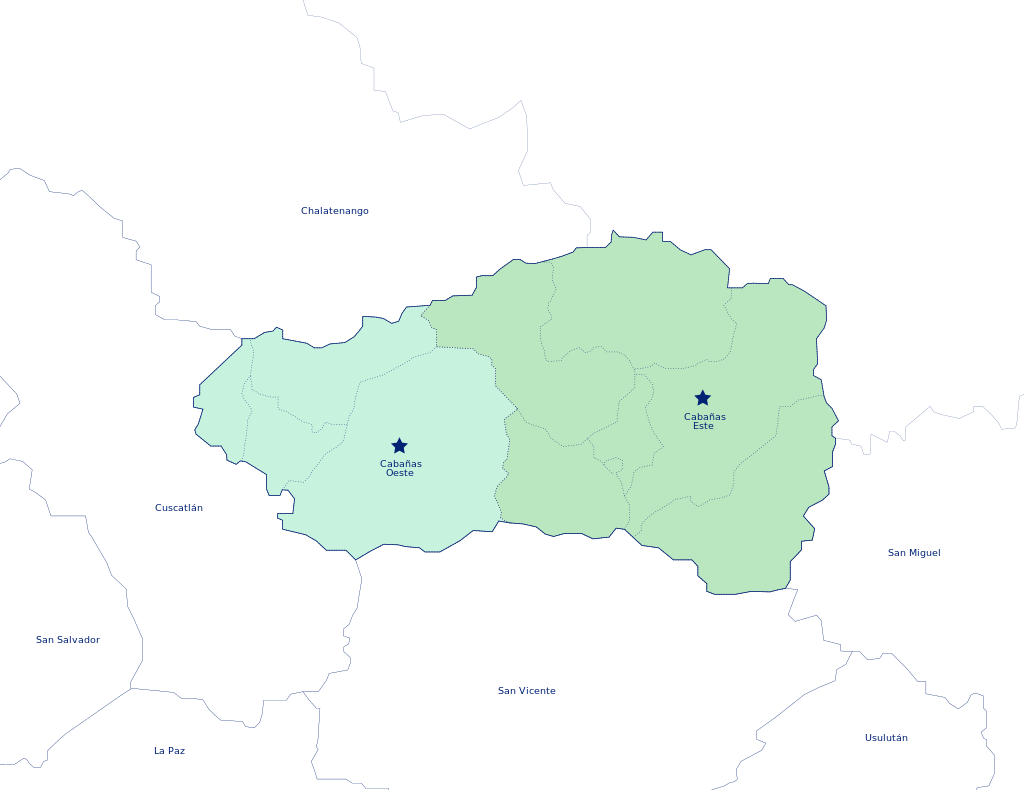 Chalatenango
Cabañas
Este
Cabañas
Oeste
Cuscatlán
San Miguel
San Salvador
San Vicente
Usulután
La Paz